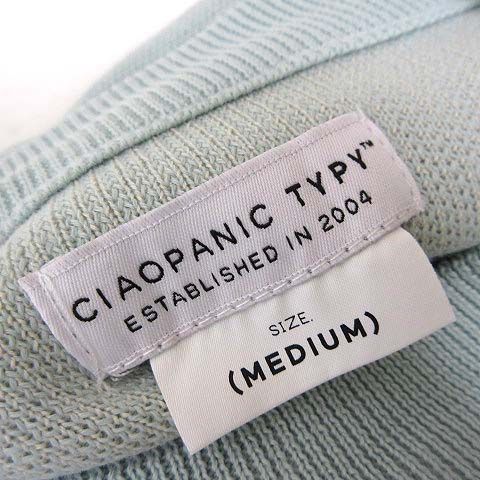 CIAOPANIC TYPY™
ESTABLISHED IN 2004
SIZE.
(MEDIUM)